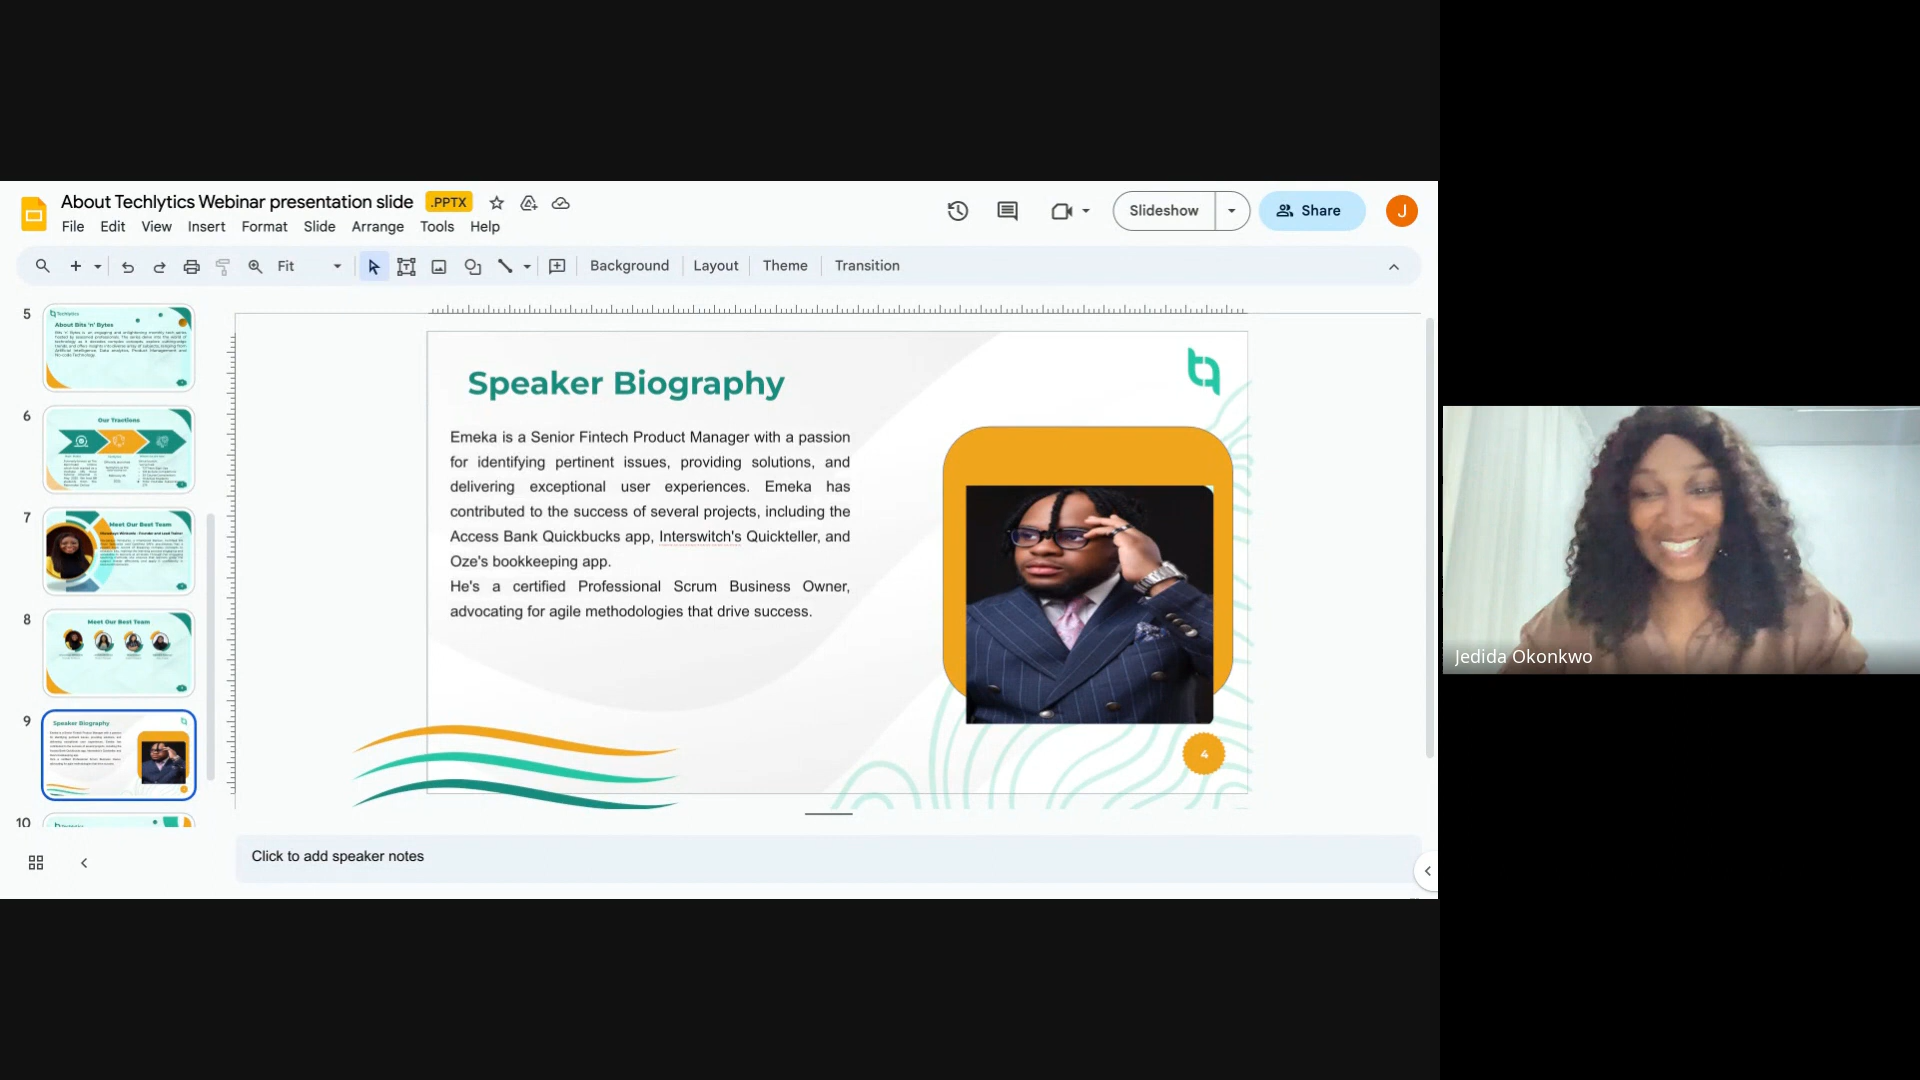 About Techlytics Webinar presentation slide .PPTX
File Edit View Insert Format Slide Arrange Tools Help
Slideshow
Share
J
Fit
Background
Layout
Theme
Transition
5
Techlytics
About Bits 'n' Bytes
6
Our Tractions
7
Meet Our Best Team
8
Meet Our Best Team
9
Speaker Biography
10
Speaker Biography
Emeka is a Senior Fintech Product Manager with a passion
for identifying pertinent issues, providing solutions, and
delivering exceptional user experiences. Emeka has
contributed to the success of several projects, including the
Access Bank Quickbucks app, Interswitch's Quickteller, and
Oze's bookkeeping app.
He's a certified Professional Scrum Business Owner,
advocating for agile methodologies that drive success.
4
Click to add speaker notes
Jedida Okonkwo